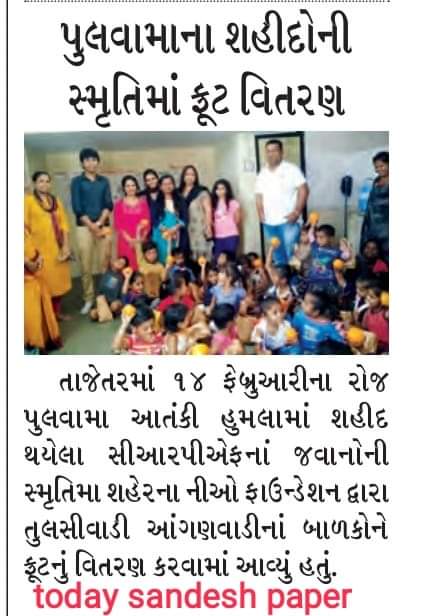 પુલવામાના શહીદોની
સ્મૃતિમાં ફ્રૂટ વિતરણ
તાજેતરમાં ૧૪ ફેબ્રુઆરીના રોજ
પુલવામા આતંકી હુમલામાં શહીદ
થયેલા સીઆરપીએફનાં જવાનોની
સ્મૃતિમા શહેરના નીઓ ફાઉન્ડેશન દ્વારા
તુલસીવાડી આંગણવાડીનાં બાળકોને
ફ્રૂટનું વિતરણ કરવામાં આવ્યું હતું.
today sandesh paper